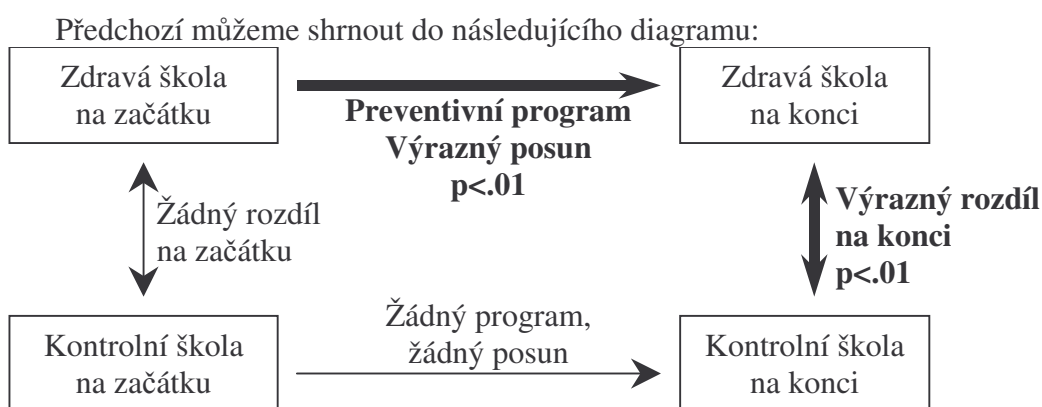 Předchozí můžeme shrnout do následujícího diagramu:
Zdravá škola
na začátku
Preventivní program
Výrazný posun
p<.01
Zdravá škola
na konci
Žádný rozdíl
na začátku
Výrazný rozdíl
na konci
p<.01
Kontrolní škola
na začátku
Žádný program,
žádný posun
Kontrolní škola
na konci